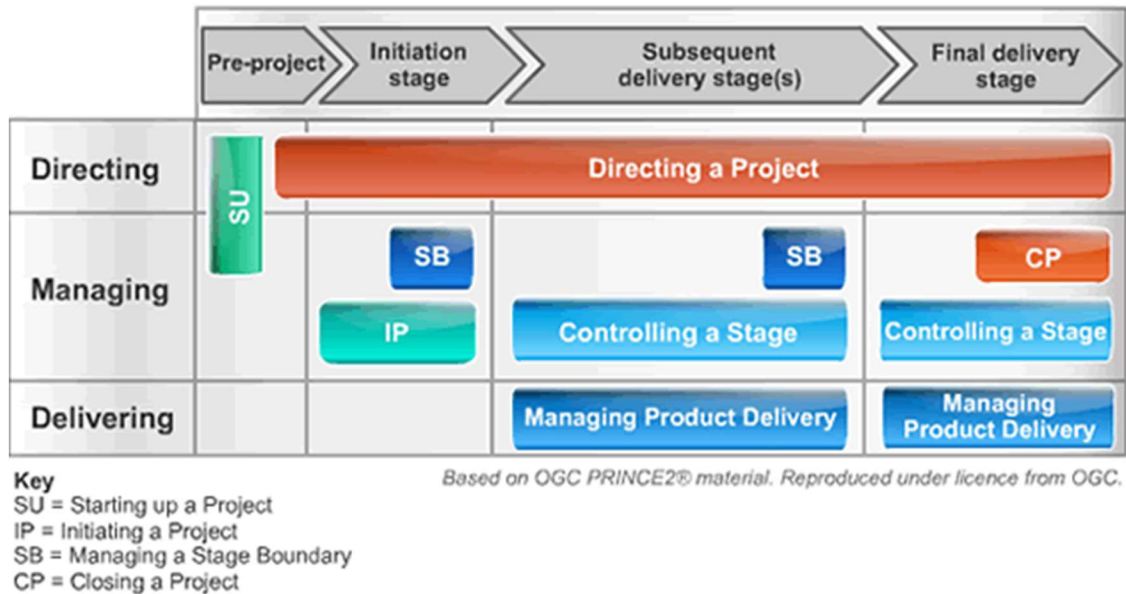 Pre-project
Initiation
stage
Subsequent
delivery stage(s)
Final delivery
stage
Directing
SU
Directing a Project
Managing
SB
SB
CP
IP
Controlling a Stage
Controlling a Stage
Delivering
Managing Product Delivery
Managing
Product Delivery
Based on OGC PRINCE2® material. Reproduced under licence from OGC.
Key
SU = Starting up a Project
IP = Initiating a Project
SB = Managing a Stage Boundary
CP = Closing a Project